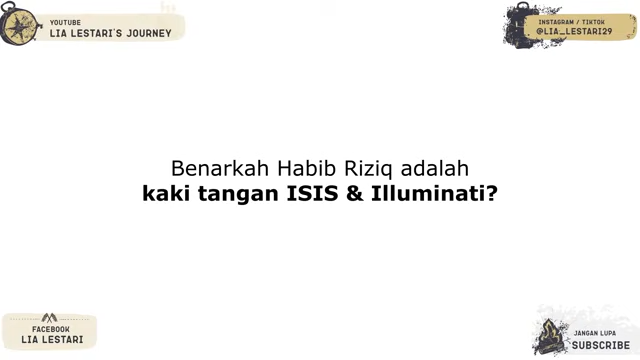 YOUTUBE
LIA LESTARI'S JOURNEY
INSTAGRAM / TIKTOK
@LIA_LESTARI29
Benarkah Habib Riziq adalah
kaki tangan ISIS & Illuminati?
FACEBOOK
LIA LESTARI
JANGAN LUPA
SUBSCRIBE